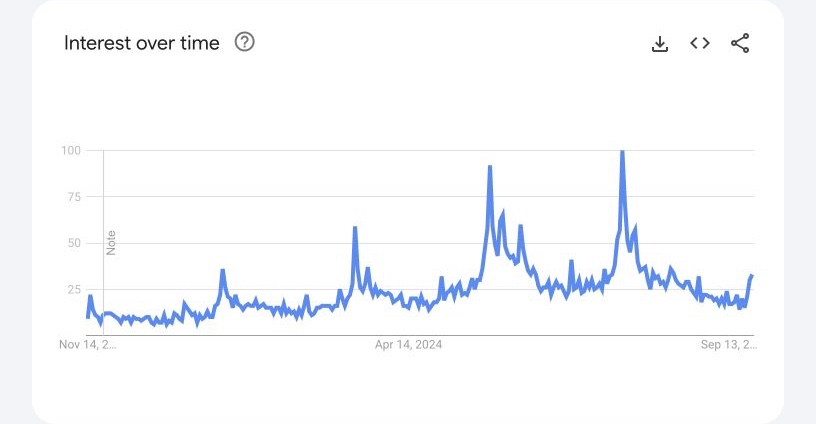 Interest over time
100
75
50
25
Note
Nov 14, 2...
Apr 14, 2024
Sep 13, 2...